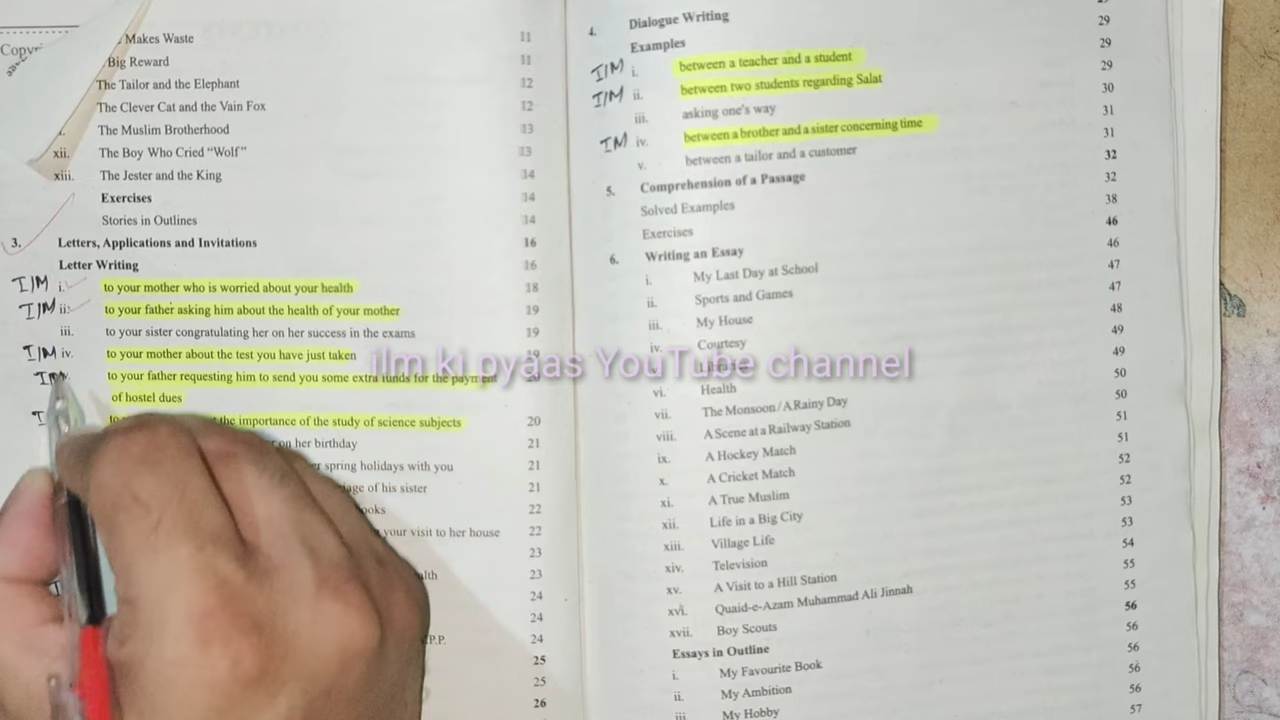 Makes Waste 11
Big Reward 11
The Tailor and the Elephant 12
The Clever Cat and the Vain Fox 12
The Muslim Brotherhood 13
xii. The Boy Who Cried "Wolf" 13
xiii. The Jester and the King 14
Exercises 14
Stories in Outlines 14
3. Letters, Applications and Invitations 16
Letter Writing 16
I/M i. to your mother who is worried about your health 18
I/M ii. to your father asking him about the health of your mother 19
iii. to your sister congratulating her on her success in the exams 19
I/M iv. to your mother about the test you have just taken 19
to your father requesting him to send you some extra funds for the payment 20
of hostel dues
the importance of the study of science subjects 20
on her birthday 21
spring holidays with you 21
of his sister 21
22
your visit to her house 22
23
23
24
24
P.P. 24
25
25
26
4. Dialogue Writing 29
Examples 29
I/M i. between a teacher and a student 29
I/M ii. between two students regarding Salat 30
iii. asking one's way 31
IM iv. between a brother and a sister concerning time 31
v. between a tailor and a customer 32
5. Comprehension of a Passage 32
Solved Examples 38
Exercises 46
6. Writing an Essay 46
i. My Last Day at School 47
ii. Sports and Games 47
iii. My House 48
iv. Courtesy 49
49
vi. Health 50
vii. The Monsoon / A Rainy Day 50
viii. A Scene at a Railway Station 51
ix. A Hockey Match 51
x. A Cricket Match 52
xi. A True Muslim 52
xii. Life in a Big City 53
xiii. Village Life 53
xiv. Television 54
xv. A Visit to a Hill Station 55
xvi. Quaid-e-Azam Muhammad Ali Jinnah 55
xvii. Boy Scouts 56
Essays in Outline 56
i. My Favourite Book 56
ii. My Ambition 56
iii My Hobby 57
ilm ki pyaas YouTube channel